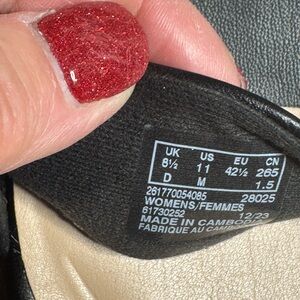 UK US EU CN
8½ 11 42½ 265
D M 1.5
261770054085 28025
WOMENS/FEMMES
61730252 12/23
MADE IN CAMBODIA
FABRIQUE AU